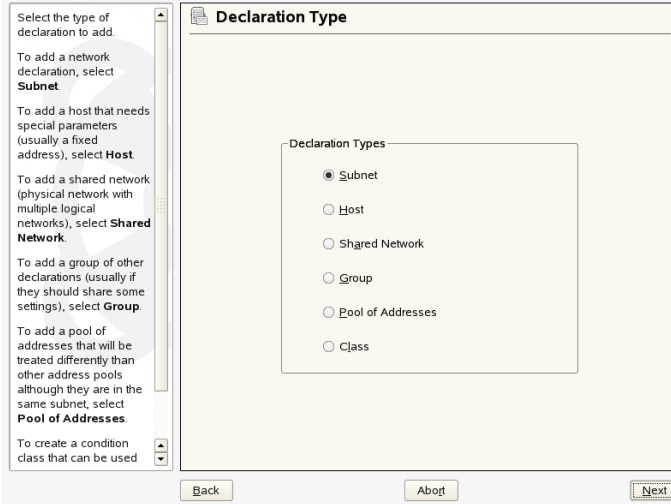 Select the type of
declaration to add.
To add a network
declaration, select
Subnet.
To add a host that needs
special parameters
(usually a fixed
address), select Host.
To add a shared network
(physical network with
multiple logical
networks), select Shared
Network.
To add a group of other
declarations (usually if
they should share some
settings), select Group.
To add a pool of
addresses that will be
treated differently than
other address pools
although they are in the
same subnet, select
Pool of Addresses.
To create a condition
class that can be used
Declaration Type
Declaration Types
Subnet
Host
Shared Network
Group
Pool of Addresses
Class
Back
Abort
Next